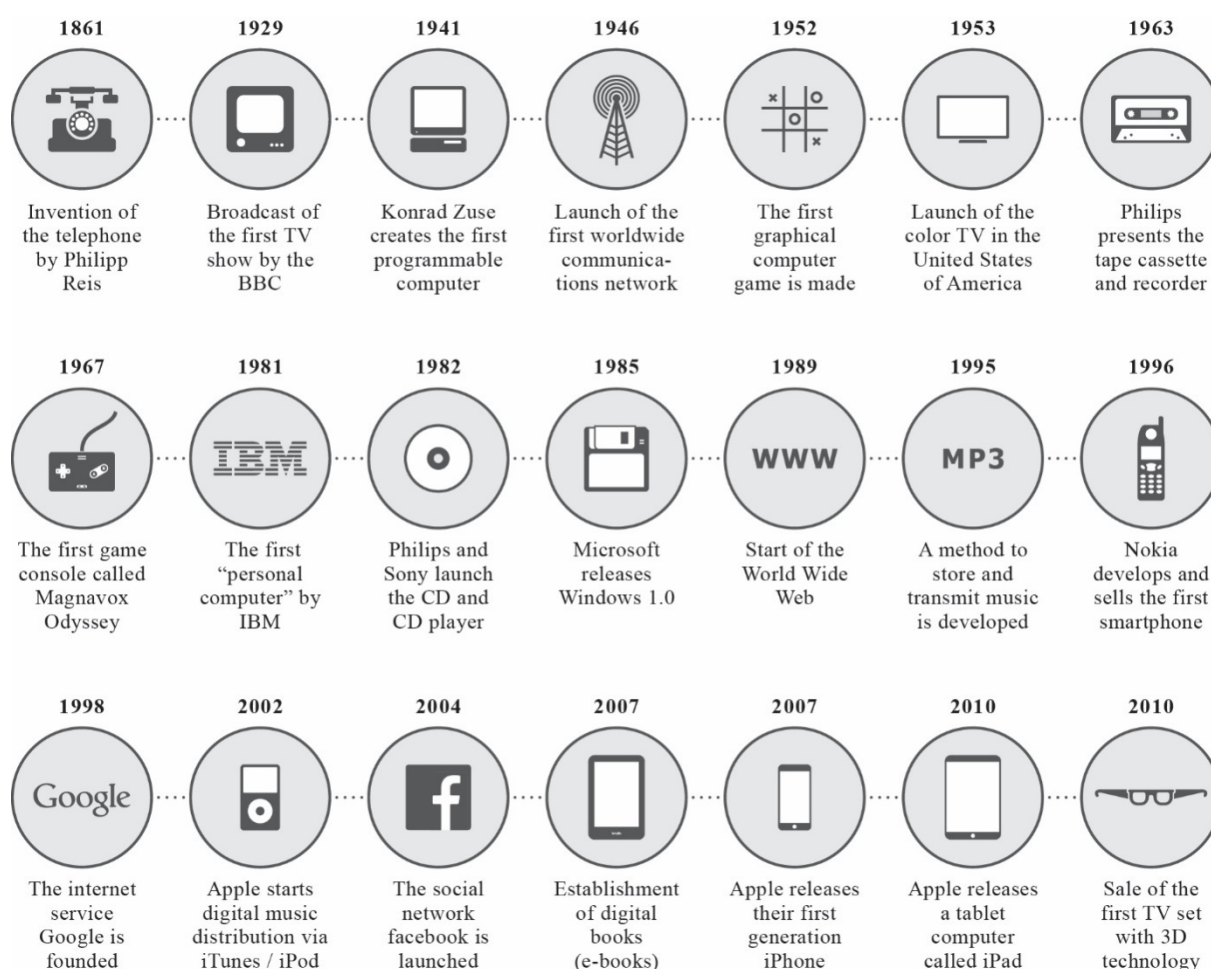 1861
Invention of
the telephone
by Philipp
Reis
1929
Broadcast of
the first TV
show by the
BBC
1941
Konrad Zuse
creates the first
programmable
computer
1946
Launch of the
first worldwide
communica-
tions network
1952
x o
o
x
The first
graphical
computer
game is made
1953
Launch of the
color TV in the
United States
of America
1963
Philips
presents the
tape cassette
and recorder
1967
The first game
console called
Magnavox
Odyssey
1981
IBM
The first
“personal
computer” by
IBM
1982
Philips and
Sony launch
the CD and
CD player
1985
Microsoft
releases
Windows 1.0
1989
WWW
Start of the
World Wide
Web
1995
MP3
A method to
store and
transmit music
is developed
1996
Nokia
develops and
sells the first
smartphone
1998
Google
The internet
service
Google is
founded
2002
Apple starts
digital music
distribution via
iTunes / iPod
2004
f
The social
network
facebook is
launched
2007
Establishment
of digital
books
(e-books)
2007
Apple releases
their first
generation
iPhone
2010
Apple releases
a tablet
computer
called iPad
2010
Sale of the
first TV set
with 3D
technology